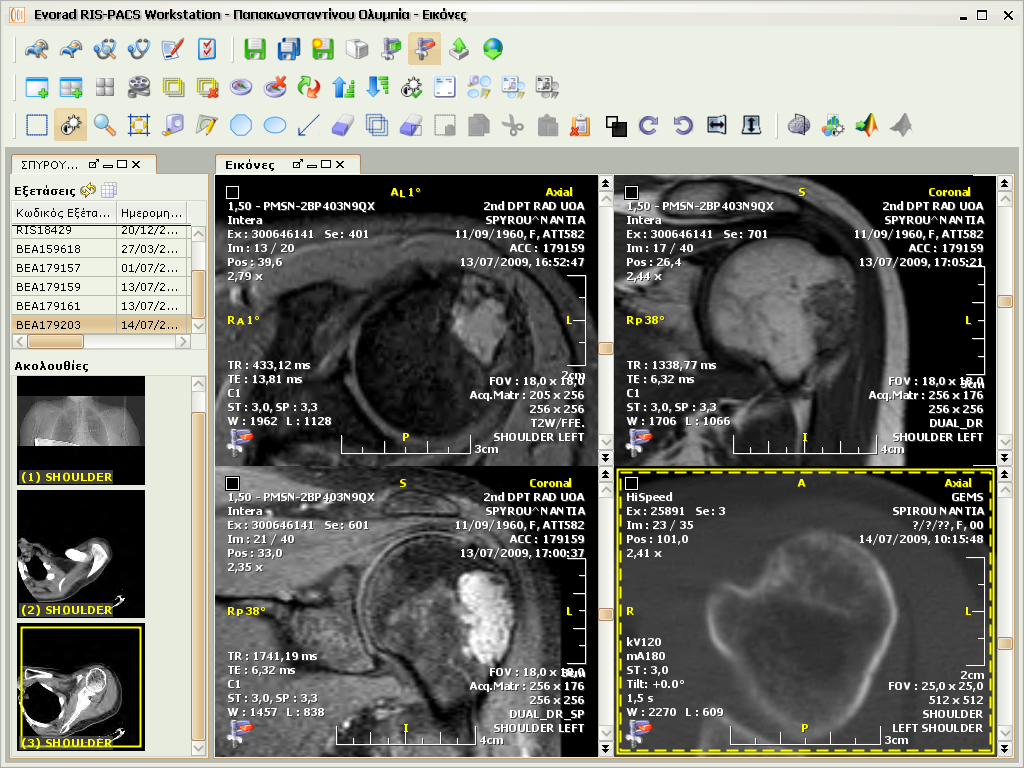 Evorad RIS-PACS Workstation - Παπακωνσταντίνου Ολυμπία - Εικόνες
ΣΠΥΡΟΥ...
Εξετάσεις
Κωδικός Εξέτα... Ημερομη...
RIS18429 20/12/2...
BEA159618 27/03/2...
BEA179157 01/07/2...
BEA179159 13/07/2...
BEA179161 13/07/2...
BEA179203 14/07/2...
Ακολουθίες
(1) SHOULDER
(2) SHOULDER
(3) SHOULDER
Εικόνες
AL 1° Axial
1,50 - PMSN-2BP403N9QX 2nd DPT RAD UOA
Intera SPYROU^NANTIA
Ex : 300646141 Se: 401 11/09/1960, F, ATT582
Im : 13 / 20 ACC : 179159
Pos : 39,6 13/07/2009, 16:52:47
2,79 x
RA 1° L
TR : 433,12 ms
TE : 13,81 ms 2cm
C1 FOV : 18,0 x 18,0
ST : 3,0, SP : 3,3 Acq.Matr : 205 x 256
W : 1962 L : 1128 256 x 256
T2W/FFE.
P SHOULDER LEFT
3cm
S Coronal
1,50 - PMSN-2BP403N9QX 2nd DPT RAD UOA
Intera SPYROU^NANTIA
Ex : 300646141 Se: 701 11/09/1960, F, ATT582
Im : 17 / 40 ACC : 179159
Pos : 26,4 13/07/2009, 17:05:21
2,44 x
Rp 38° L
TR : 1338,77 ms
TE : 6,32 ms FOV : 18,0 x 18,0
3cm
C1 Acq.Matr : 256 x 176
ST : 3,0, SP : 3,3 256 x 256
W : 1706 L : 1066 DUAL_DR
I SHOULDER LEFT
4cm
S Coronal
1,50 - PMSN-2BP403N9QX 2nd DPT RAD UOA
Intera SPYROU^NANTIA
Ex : 300646141 Se: 601 11/09/1960, F, ATT582
Im : 21 / 40 ACC : 179159
Pos : 33,0 13/07/2009, 17:00:37
2,35 x
Rp 38° L
TR : 1741,19 ms
TE : 6,32 ms FOV : 18,0 x 18,0
C1 Acq.Matr : 256 x 176
ST : 3,0, SP : 3,3 256 x 256
W : 1457 L : 838 DUAL_DR_SP
I SHOULDER LEFT
4cm
A Axial
HiSpeed GEMS
Ex : 25891 Se: 3 SPIROU NANTIA
Im : 23 / 35 ?/?/??, F, 00
Pos : 101,0 14/07/2009, 10:15:48
2,41 x
R L
kV120
mA180
ST : 3,0 2cm
Tilt: +0.0° FOV : 25,0 x 25,0
1,5 s 512 x 512
W : 2270 L : 609 SHOULDER
P LEFT SHOULDER
3cm